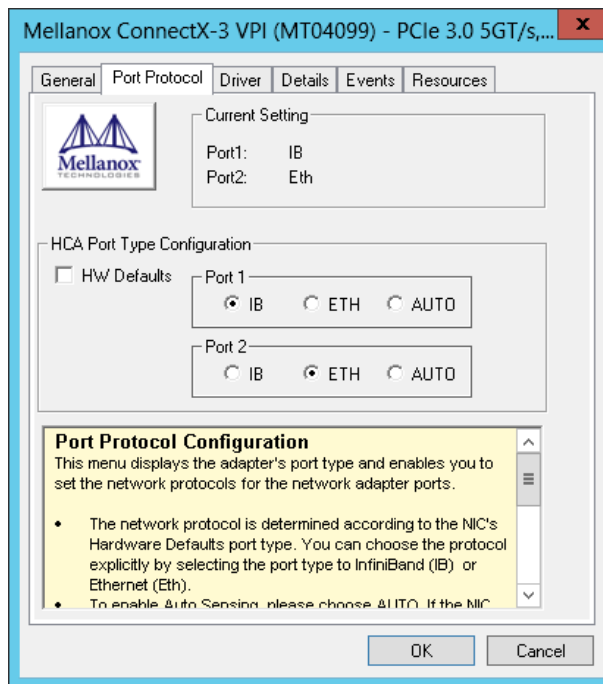 Mellanox ConnectX-3 VPI (MT04099) - PCIe 3.0 5GT/s,...
x
General Port Protocol Driver Details Events Resources
Mellanox
TECHNOLOGIES
Current Setting
Port1: IB
Port2: Eth
HCA Port Type Configuration
HW Defaults
Port 1
IB ETH AUTO
Port 2
IB ETH AUTO
Port Protocol Configuration
This menu displays the adapter's port type and enables you to
set the network protocols for the network adapter ports.
• The network protocol is determined according to the NIC's
Hardware Defaults port type. You can choose the protocol
explicitly by selecting the port type to InfiniBand (IB) or
Ethernet (Eth).
• To enable Auto Sensing, please choose AUTO. If the NIC
OK Cancel